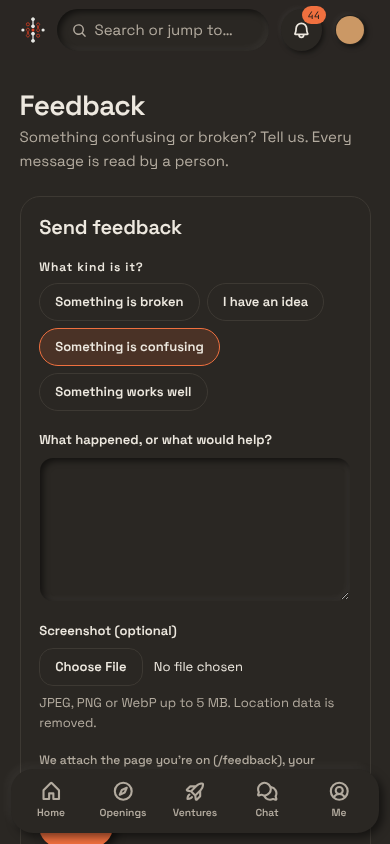 Search or jump to...
44
Feedback
Something confusing or broken? Tell us. Every
message is read by a person.
Send feedback
What kind is it?
Something is broken
I have an idea
Something is confusing
Something works well
What happened, or what would help?
Screenshot (optional)
Choose File No file chosen
JPEG, PNG or WebP up to 5 MB. Location data is
removed.
We attach the page you're on (/feedback), your
Home
Openings
Ventures
Chat
Me